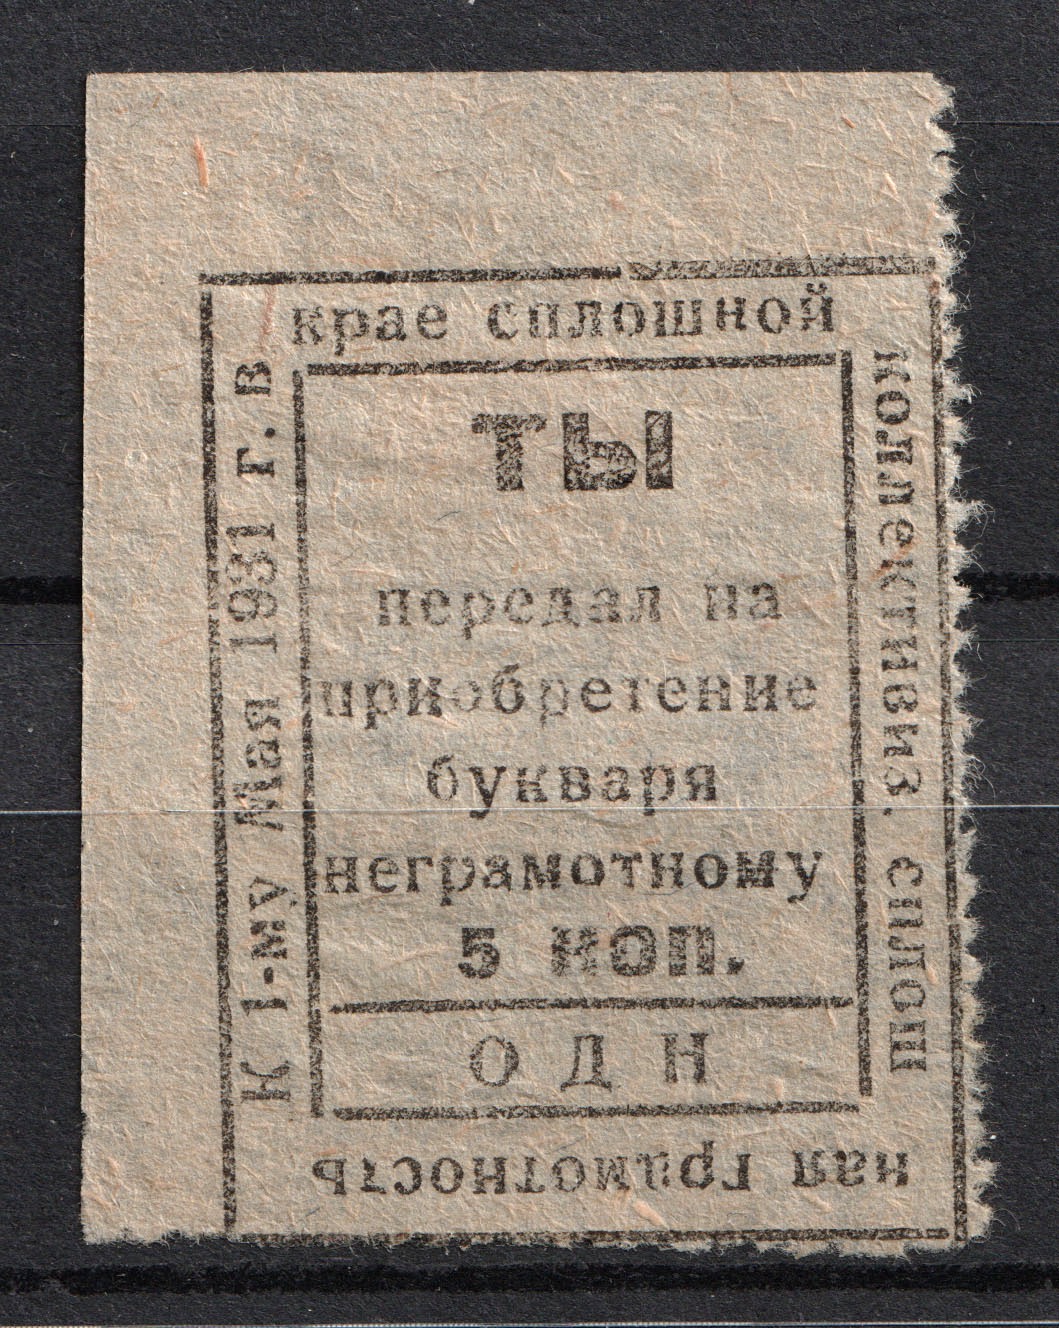 К 1-му Мая 1931 г. в
крае сплошной
коллективиз. сплош
ная грамотность
ТЫ
передал на
приобретение
букваря
неграмотному
5 коп.
ОДН